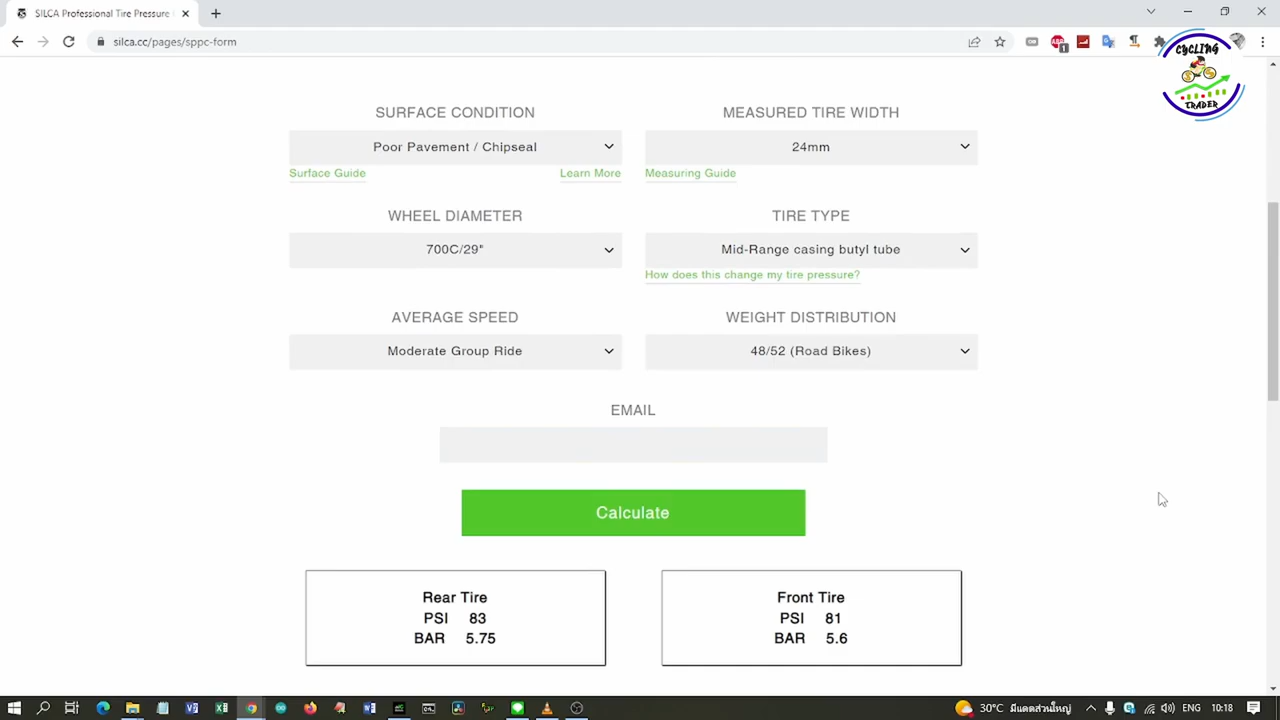 SILCA Professional Tire Pressure
silca.cc/pages/sppc-form
CYCLING
TRADER
SURFACE CONDITION
MEASURED TIRE WIDTH
Poor Pavement / Chipseal
24mm
Surface Guide
Learn More
Measuring Guide
WHEEL DIAMETER
TIRE TYPE
700C/29"
Mid-Range casing butyl tube
How does this change my tire pressure?
AVERAGE SPEED
WEIGHT DISTRIBUTION
Moderate Group Ride
48/52 (Road Bikes)
EMAIL
Calculate
Rear Tire
PSI 83
BAR 5.75
Front Tire
PSI 81
BAR 5.6
30°C มีแดดส่วนใหญ่
ENG
10:18